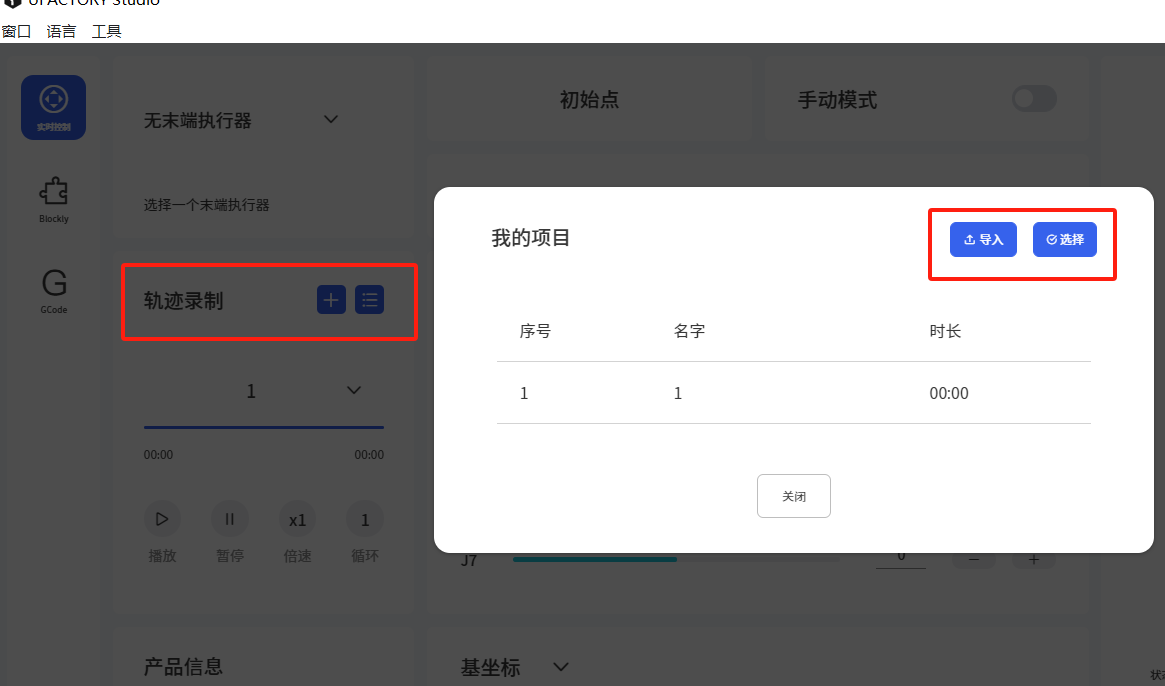 UFACTORY Studio
窗口 语言 工具
实时控制
Blockly
G
GCode
无末端执行器
选择一个末端执行器
初始点
手动模式
轨迹录制
1
00:00 00:00
x1 1
播放 暂停 倍速 循环
我的项目
导入 选择
序号 名字 时长
1 1 00:00
关闭
J7 0
产品信息
基坐标